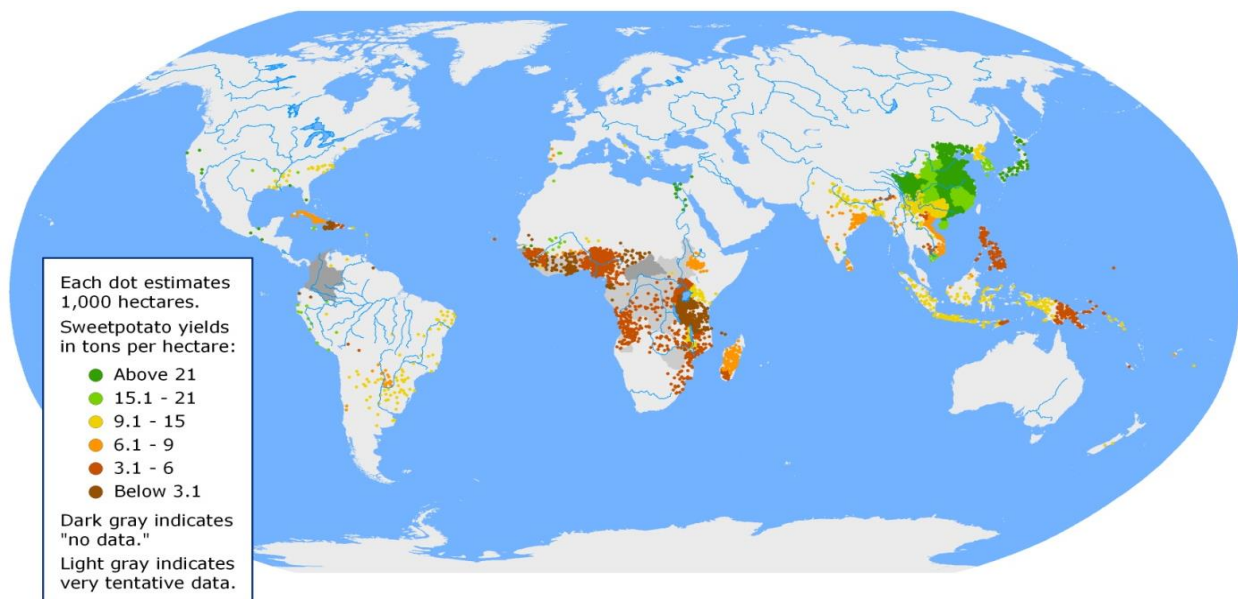 Each dot estimates
1,000 hectares.
Sweetpotato yields
in tons per hectare:
Above 21
15.1 - 21
9.1 - 15
6.1 - 9
3.1 - 6
Below 3.1
Dark gray indicates
"no data."
Light gray indicates
very tentative data.